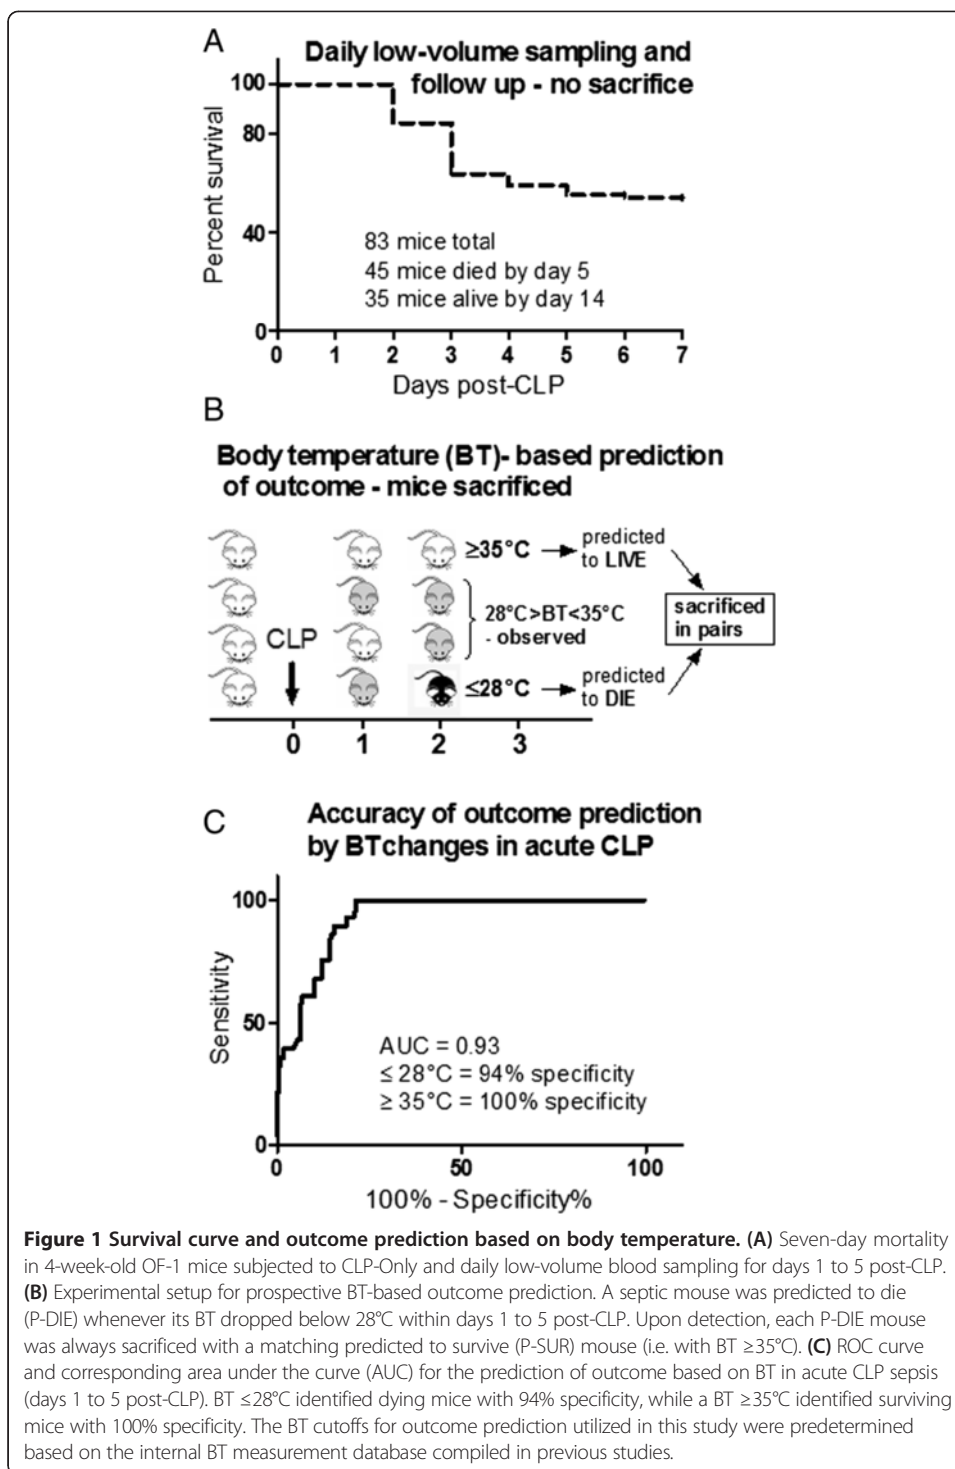 A
Daily low-volume sampling and
follow up - no sacrifice
Percent survival
100
80
40
0
83 mice total
45 mice died by day 5
35 mice alive by day 14
0 1 2 3 4 5 6 7
Days post-CLP
B
Body temperature (BT)- based prediction
of outcome - mice sacrificed
≥35°C
predicted
to LIVE
28°C>BT<35°C
- observed
sacrificed
in pairs
CLP
≤28°C
predicted
to DIE
0 1 2 3
C
Accuracy of outcome prediction
by BTchanges in acute CLP
Sensitivity
100
50
0
AUC = 0.93
≤ 28°C = 94% specificity
≥ 35°C = 100% specificity
0 50 100
100% - Specificity%
Figure 1 Survival curve and outcome prediction based on body temperature. (A) Seven-day mortality
in 4-week-old OF-1 mice subjected to CLP-Only and daily low-volume blood sampling for days 1 to 5 post-CLP.
(B) Experimental setup for prospective BT-based outcome prediction. A septic mouse was predicted to die
(P-DIE) whenever its BT dropped below 28°C within days 1 to 5 post-CLP. Upon detection, each P-DIE mouse
was always sacrificed with a matching predicted to survive (P-SUR) mouse (i.e. with BT ≥35°C). (C) ROC curve
and corresponding area under the curve (AUC) for the prediction of outcome based on BT in acute CLP sepsis
(days 1 to 5 post-CLP). BT ≤28°C identified dying mice with 94% specificity, while a BT ≥35°C identified surviving
mice with 100% specificity. The BT cutoffs for outcome prediction utilized in this study were predetermined
based on the internal BT measurement database compiled in previous studies.